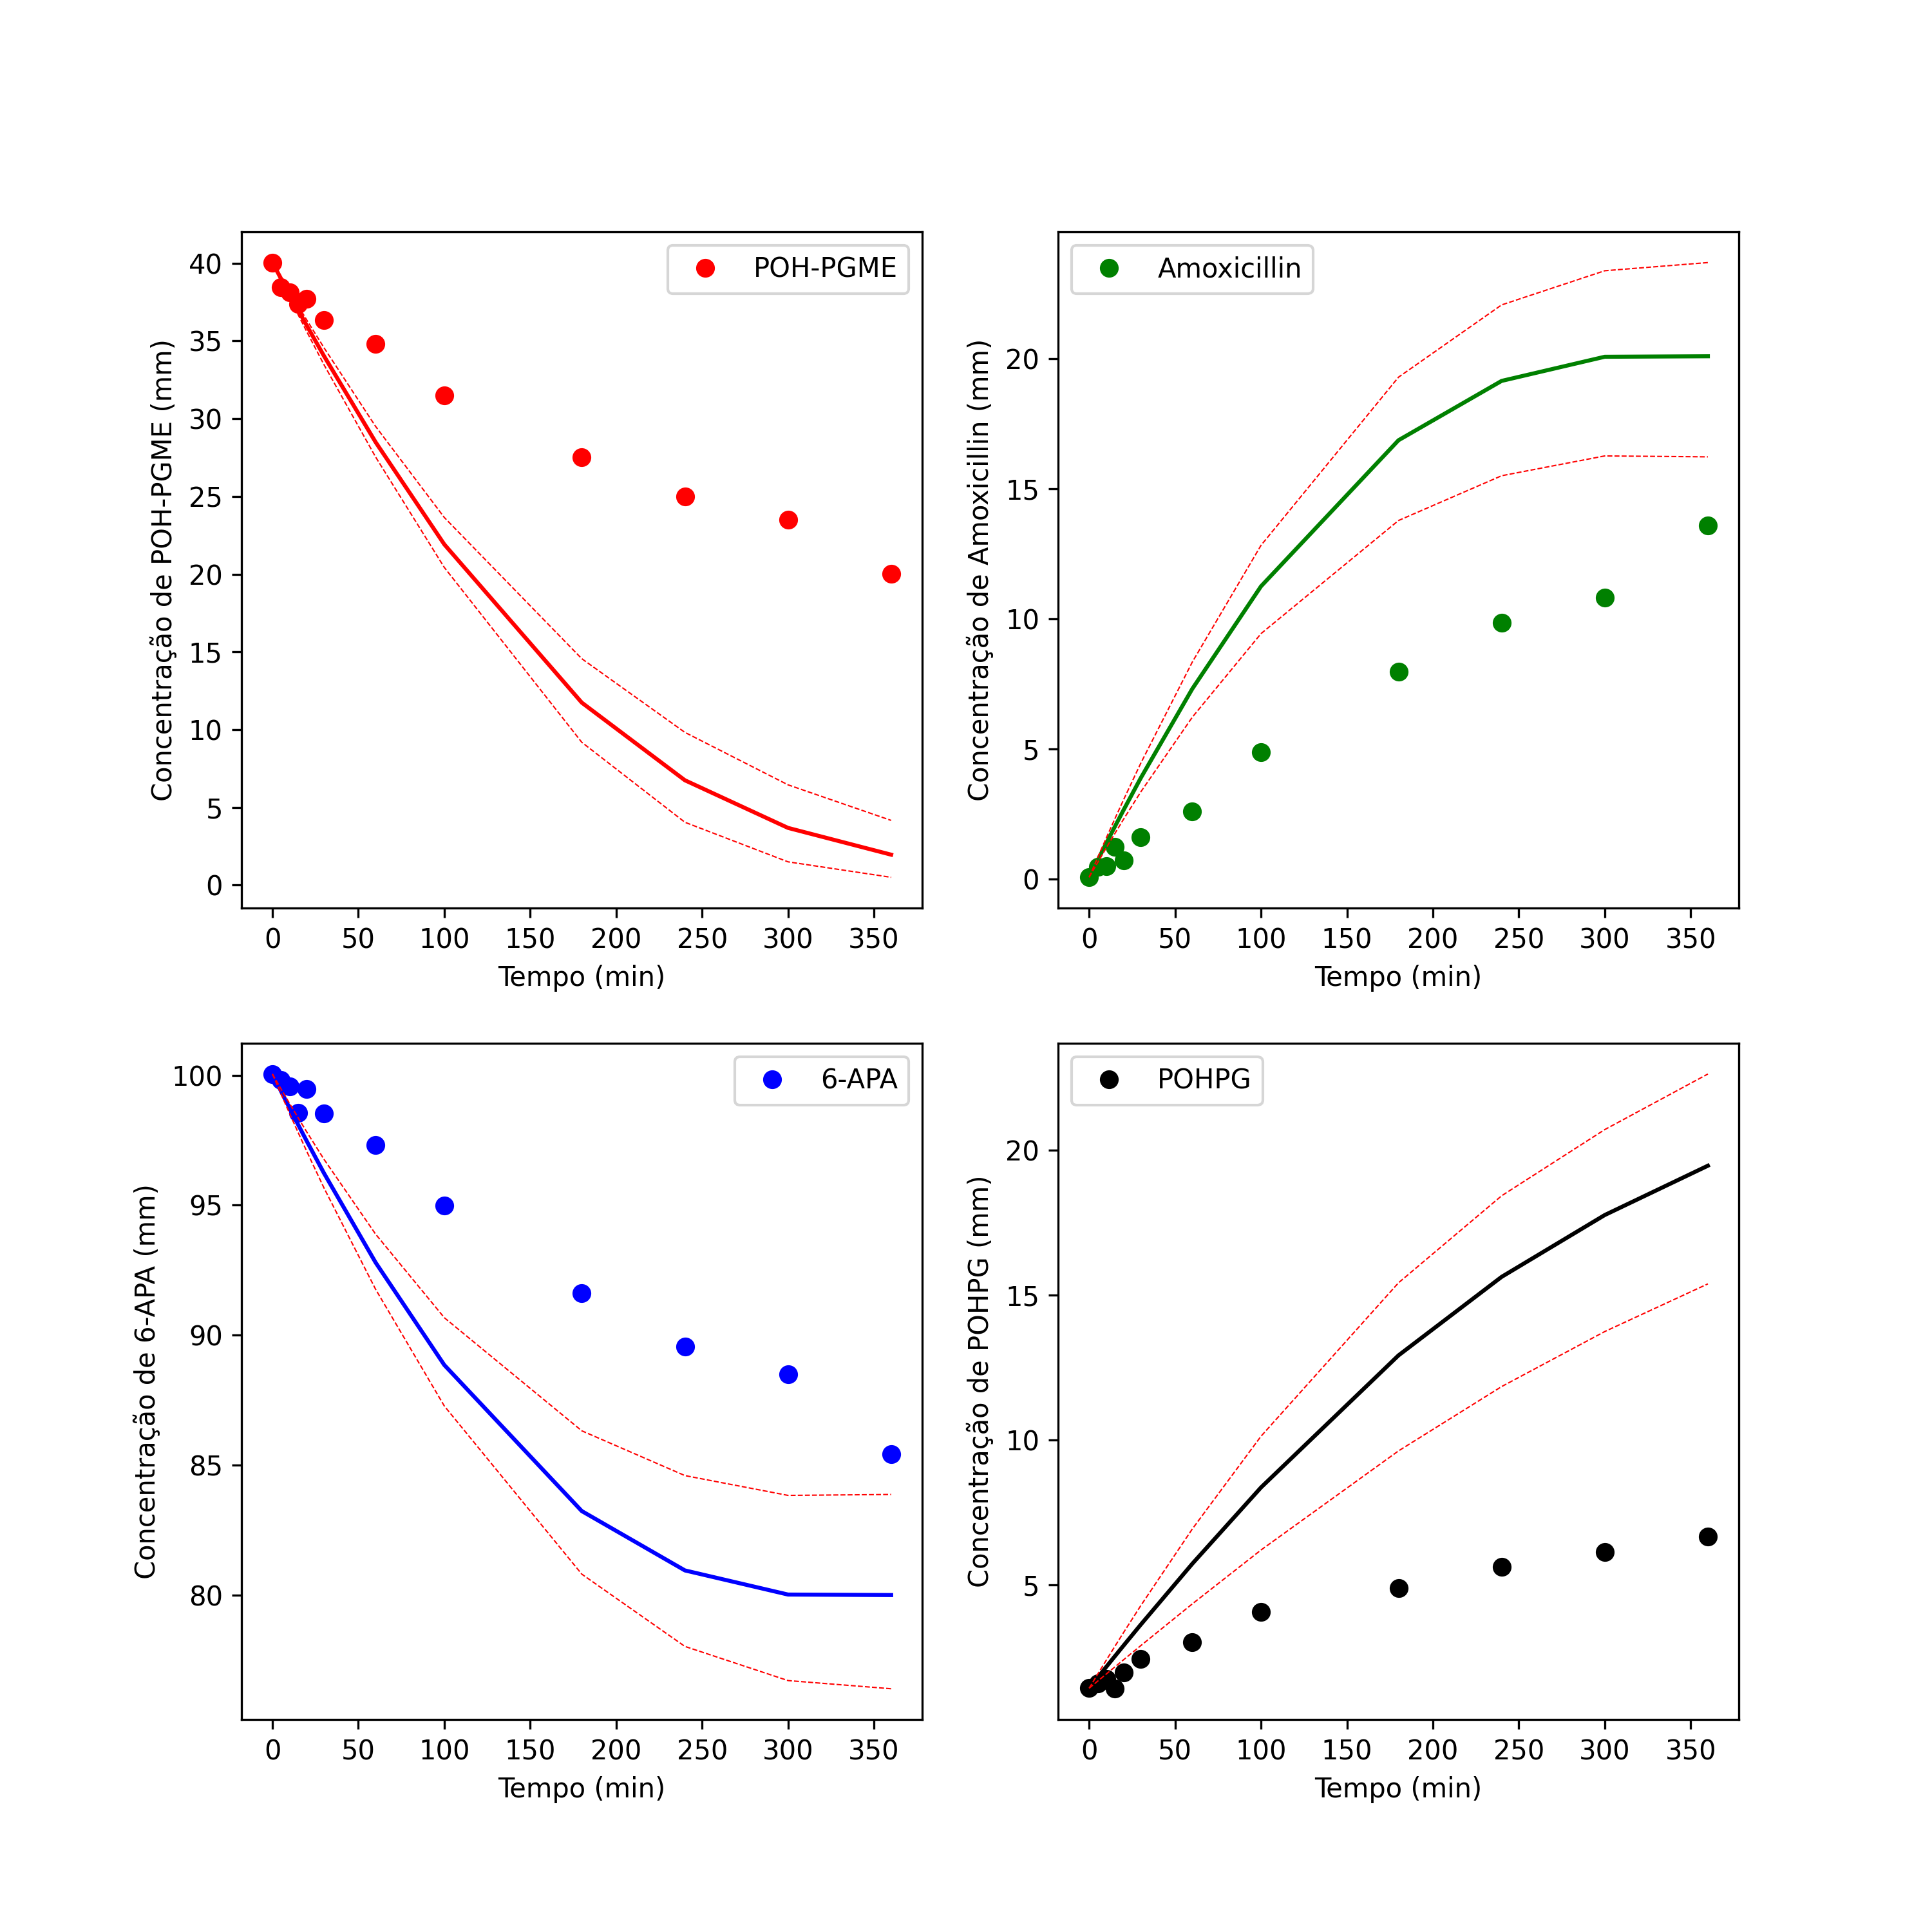 POH-PGME
Concentração de POH-PGME (mm)
40
35
30
25
20
15
10
5
0
0 50 100 150 200 250 300 350
Tempo (min)
Amoxicillin
Concentração de Amoxicillin (mm)
20
15
10
5
0
0 50 100 150 200 250 300 350
Tempo (min)
6-APA
Concentração de 6-APA (mm)
100
95
90
85
80
0 50 100 150 200 250 300 350
Tempo (min)
POHPG
Concentração de POHPG (mm)
20
15
10
5
0 50 100 150 200 250 300 350
Tempo (min)